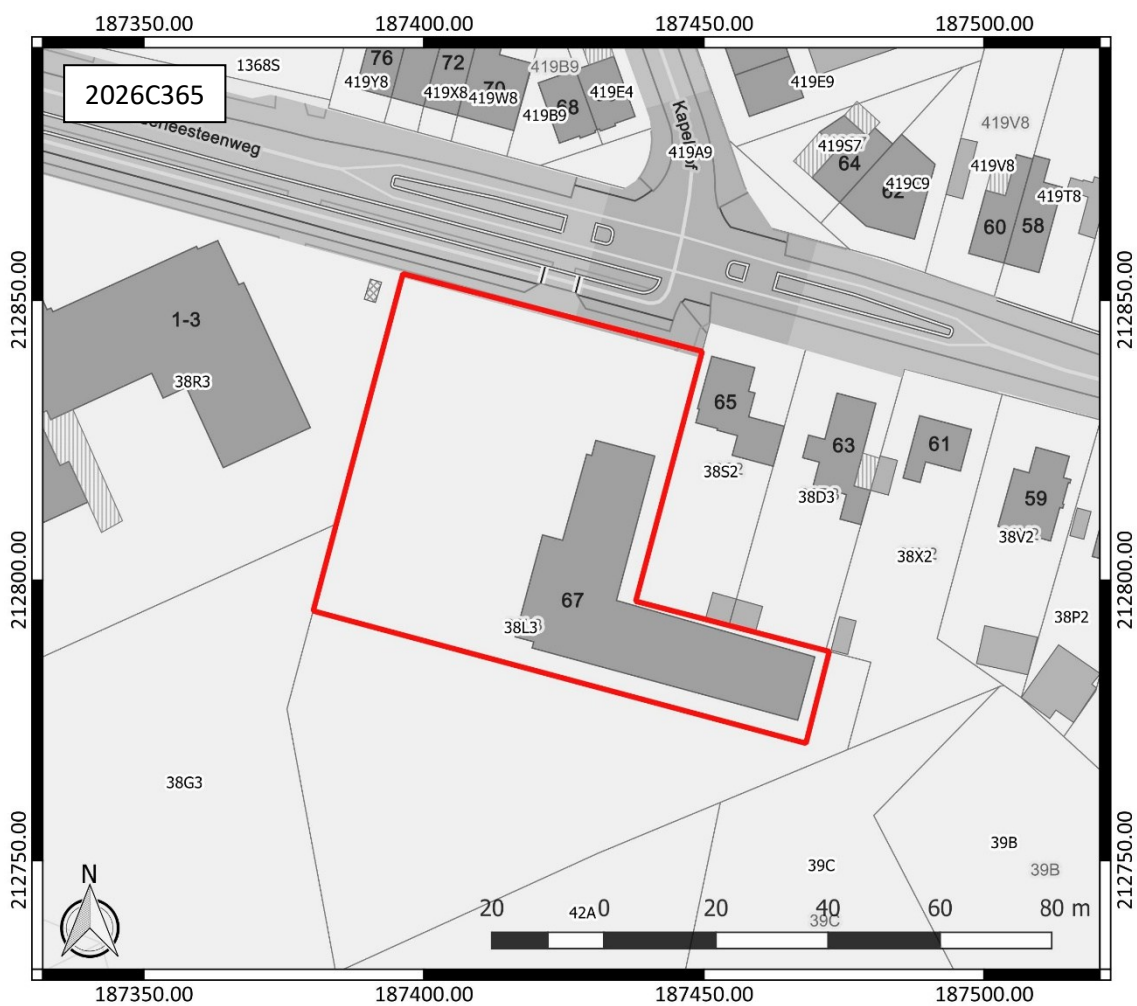 187350.00 187400.00 187450.00 187500.00
2026C365
1368S
76
72
70
419Y8
419X8
419W8
419B9
419B9
68
419E4
Kapelhof
419A9
419E9
419S7
64
62
419C9
419V8
419V8
60
58
419T8
212850.00
212850.00
1-3
38R3
65
38S2
63
38D3
61
38X2
59
38V2
38P2
212800.00
212800.00
67
38L3
38G3
212750.00
212750.00
39B
39B
39C
39C
42A
N
20 0 20 40 60 80 m
187350.00 187400.00 187450.00 187500.00